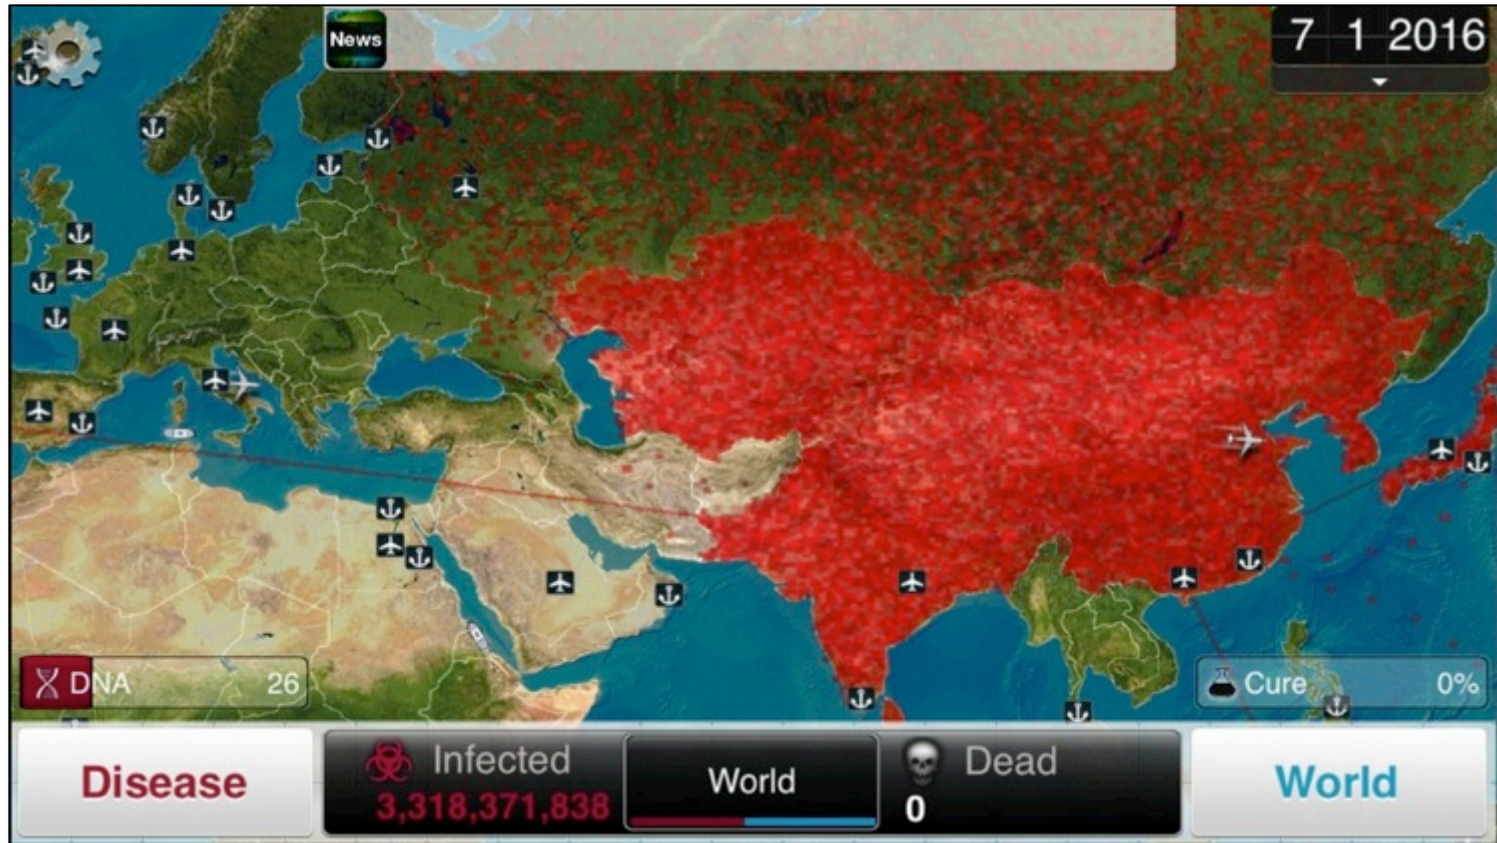 News
7 1 2016
DNA 26
Cure 0%
Disease
Infected
3,318,371,838
World
Dead
0
World